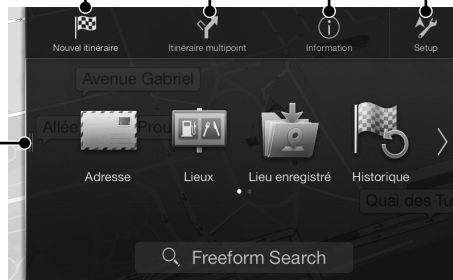 Nouvel itinéraire
Itinéraire multipoint
Information
Setup
Avenue Gabriel
Allée
Prou
Adresse
Lieux
Lieu enregistré
Historique
Quai des Tu
Freeform Search